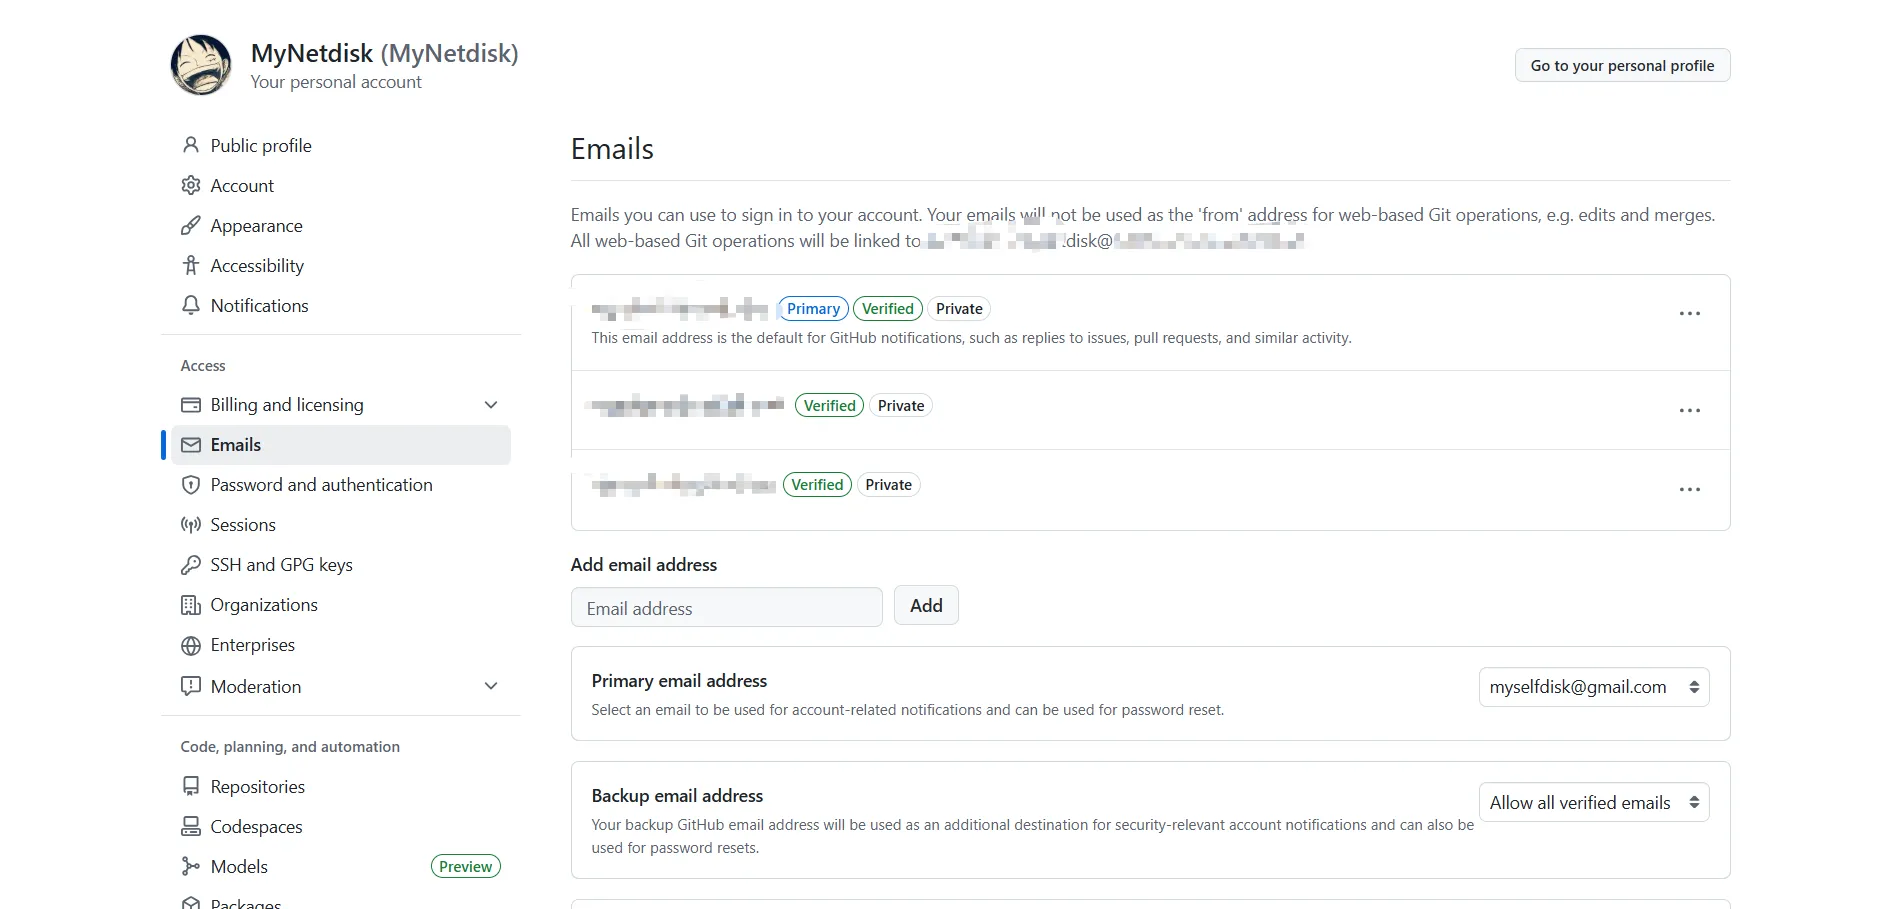 MyNetdisk (MyNetdisk)
Your personal account
Go to your personal profile
Public profile
Account
Appearance
Accessibility
Notifications
Access
Billing and licensing
Emails
Password and authentication
Sessions
SSH and GPG keys
Organizations
Enterprises
Moderation
Code, planning, and automation
Repositories
Codespaces
Models
Preview
Packages
Emails
Emails you can use to sign in to your account. Your emails will not be used as the 'from' address for web-based Git operations, e.g. edits and merges.
All web-based Git operations will be linked to disk@
Primary Verified Private
This email address is the default for GitHub notifications, such as replies to issues, pull requests, and similar activity.
Verified Private
Verified Private
Add email address
Email address
Add
Primary email address
myselfdisk@gmail.com
Select an email to be used for account-related notifications and can be used for password reset.
Backup email address
Allow all verified emails
Your backup GitHub email address will be used as an additional destination for security-relevant account notifications and can also be
used for password resets.